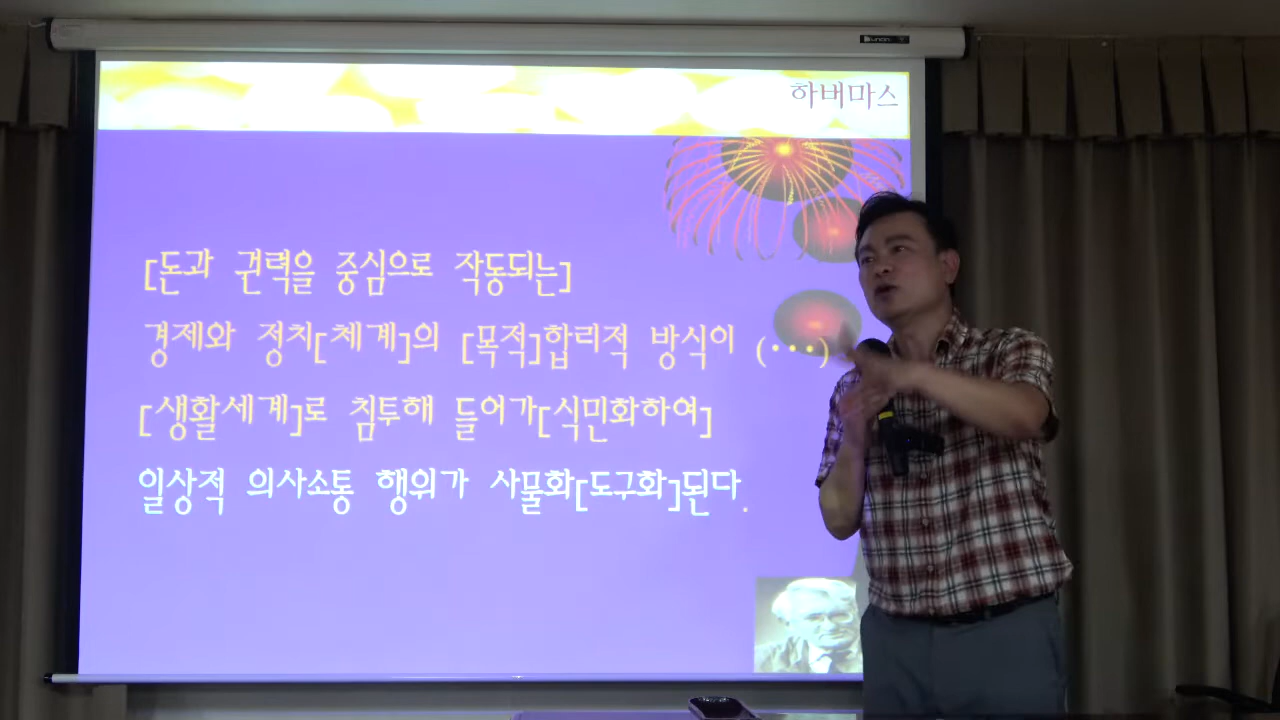 UNION
하버마스
[돈과 권력을 중심으로 작동되는]
경제와 정치[체계]의 [목적]합리적 방식이 (···)
[생활세계]로 침투해 들어가[식민화하여]
일상적 의사소통 행위가 사물화[도구화]된다.